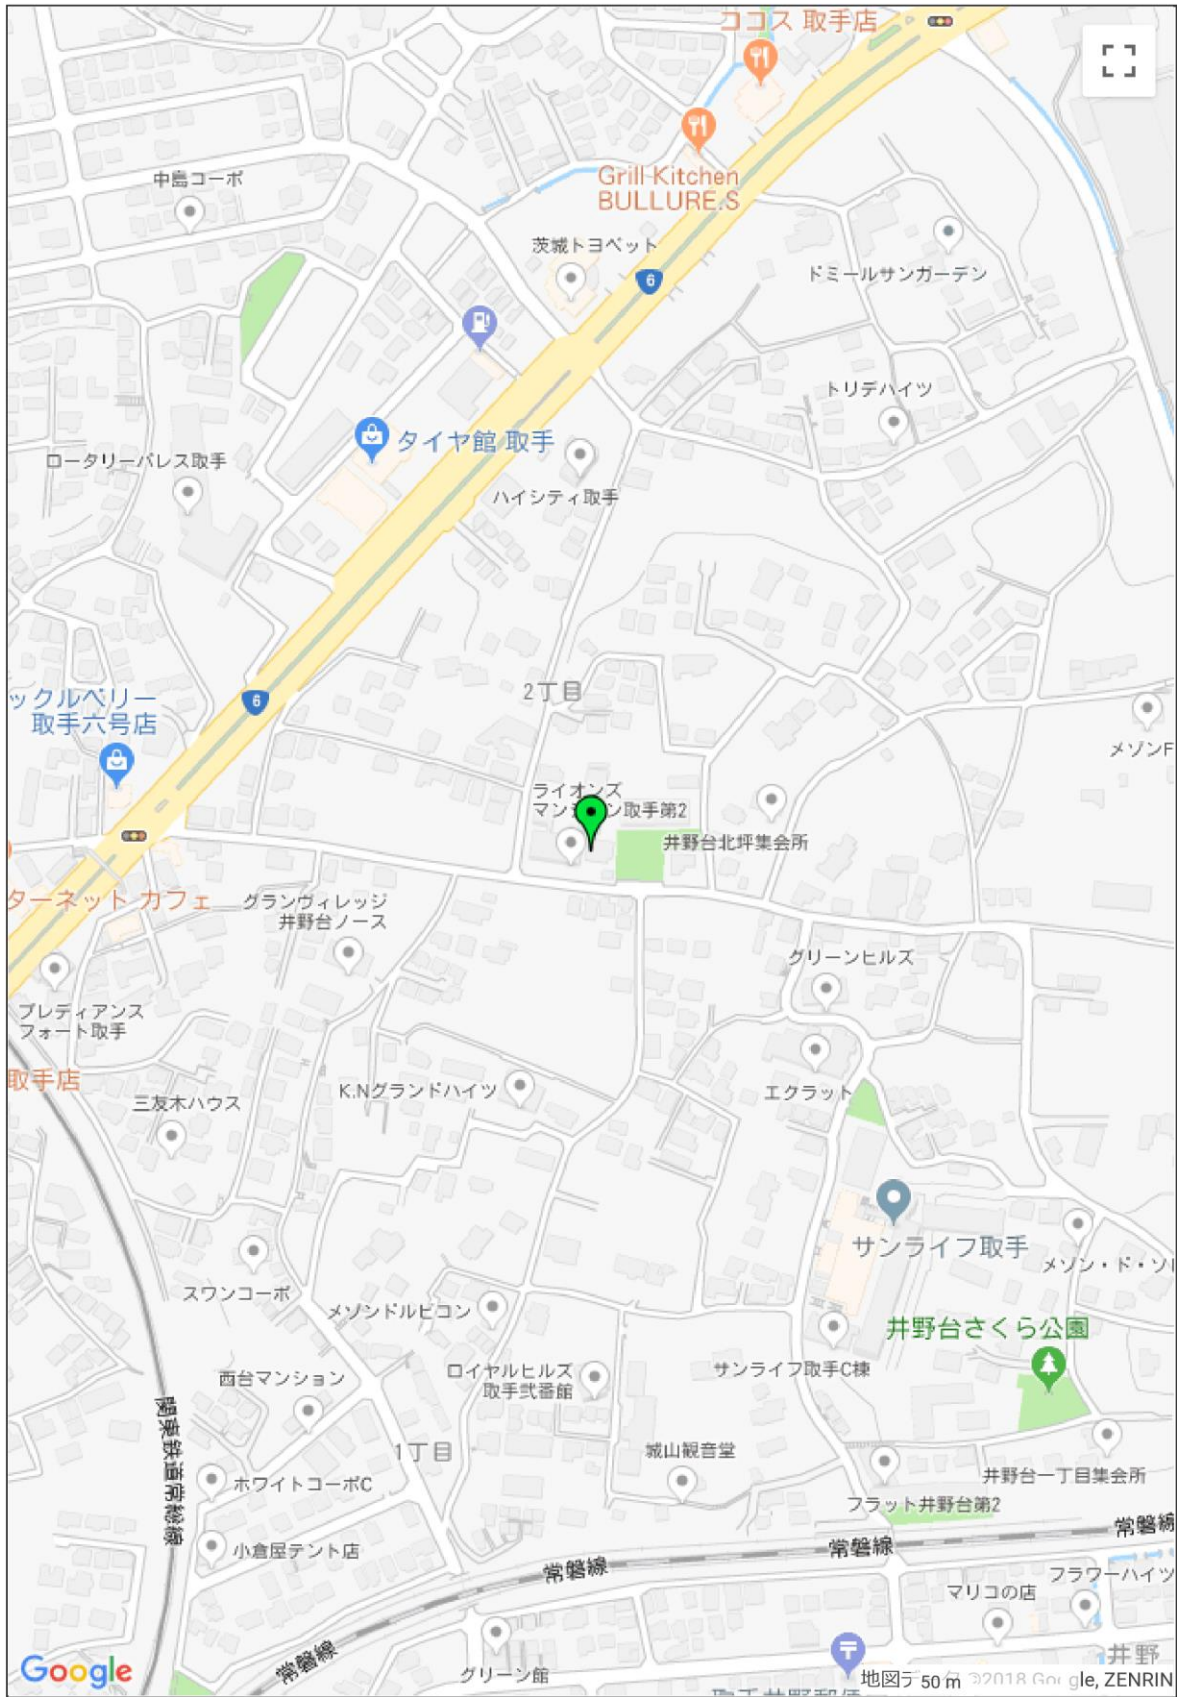 ココス 取手店
Grill Kitchen
BULLURE.S
中島コーポ
茨城トヨペット
6
ドミールサンガーデン
トリデハイツ
タイヤ館 取手
ロータリーパレス取手
ハイシティ取手
2丁目
6
ックルベリー
取手六号店
メゾンF
ライオンズ
マンション取手第2
井野台北坪集会所
ターネット カフェ
グランヴィレッジ
井野台ノース
グリーンヒルズ
プレディアンス
フォート取手
取手店
K.Nグランドハイツ
エクラット
三友木ハウス
サンライフ取手
メゾン・ド・ソレ
スワンコーポ
メゾンドルビコン
井野台さくら公園
西台マンション
ロイヤルヒルズ
取手弐番館
サンライフ取手C棟
関東鉄道常総線
1丁目
城山観音堂
ホワイトコーポC
井野台一丁目集会所
フラット井野台第2
小倉屋テント店
常磐線
常磐線
常磐線
フラワーハイツ
マリコの店
グリーン館
常磐線
井野
Google
地図デ
50 m
©2018 Google, ZENRIN